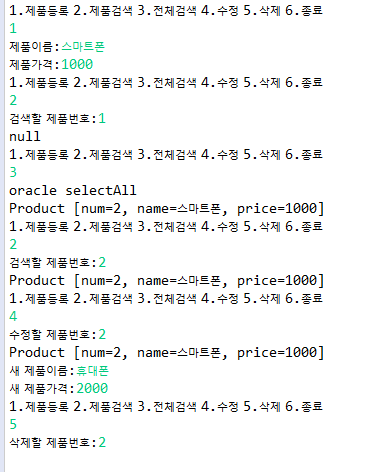 1.제품등록 2.제품검색 3.전체검색 4.수정 5.삭제 6.종료
1
제품이름:스마트폰
제품가격:1000
1.제품등록 2.제품검색 3.전체검색 4.수정 5.삭제 6.종료
2
검색할 제품번호:1
null
1.제품등록 2.제품검색 3.전체검색 4.수정 5.삭제 6.종료
3
oracle selectAll
Product [num=2, name=스마트폰, price=1000]
1.제품등록 2.제품검색 3.전체검색 4.수정 5.삭제 6.종료
2
검색할 제품번호:2
Product [num=2, name=스마트폰, price=1000]
1.제품등록 2.제품검색 3.전체검색 4.수정 5.삭제 6.종료
4
수정할 제품번호:2
Product [num=2, name=스마트폰, price=1000]
새 제품이름:휴대폰
새 제품가격:2000
1.제품등록 2.제품검색 3.전체검색 4.수정 5.삭제 6.종료
5
삭제할 제품번호:2